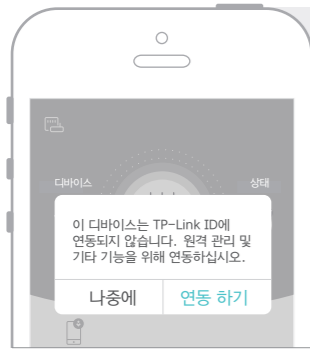 디바이스
상태
이 디바이스는 TP-Link ID에
연동되지 않습니다. 원격 관리 및
기타 기능을 위해 연동하십시오.
나중에
연동 하기